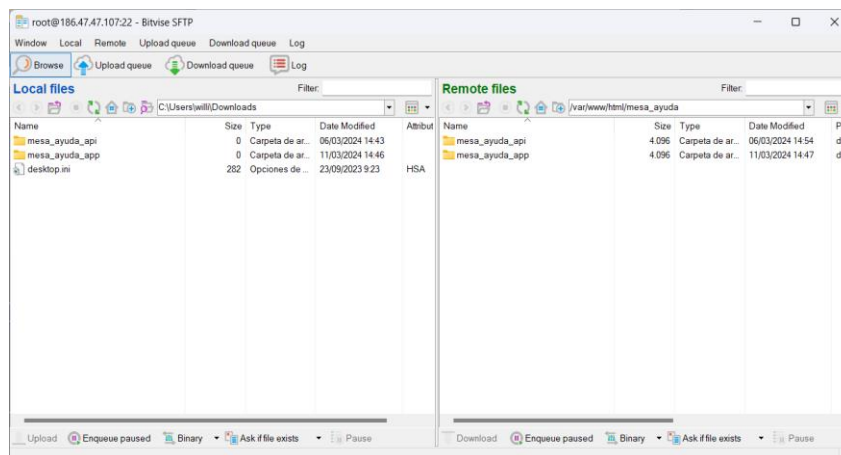 root@186.47.47.107:22 - Bitvise SFTP
Window Local Remote Upload queue Download queue Log
Browse Upload queue Download queue Log
Local files Filter:
C:\Users\willi\Downloads
Name Size Type Date Modified Attribut
mesa_ayuda_api 0 Carpeta de ar... 06/03/2024 14:43
mesa_ayuda_app 0 Carpeta de ar... 11/03/2024 14:46
desktop.ini 282 Opciones de ... 23/09/2023 9:23 HSA
Upload Enqueue paused Binary Ask if file exists Pause
Remote files Filter:
/var/www/html/mesa_ayuda
Name Size Type Date Modified P
mesa_ayuda_api 4.096 Carpeta de ar... 06/03/2024 14:54 d
mesa_ayuda_app 4.096 Carpeta de ar... 11/03/2024 14:47 d
Download Enqueue paused Binary Ask if file exists Pause